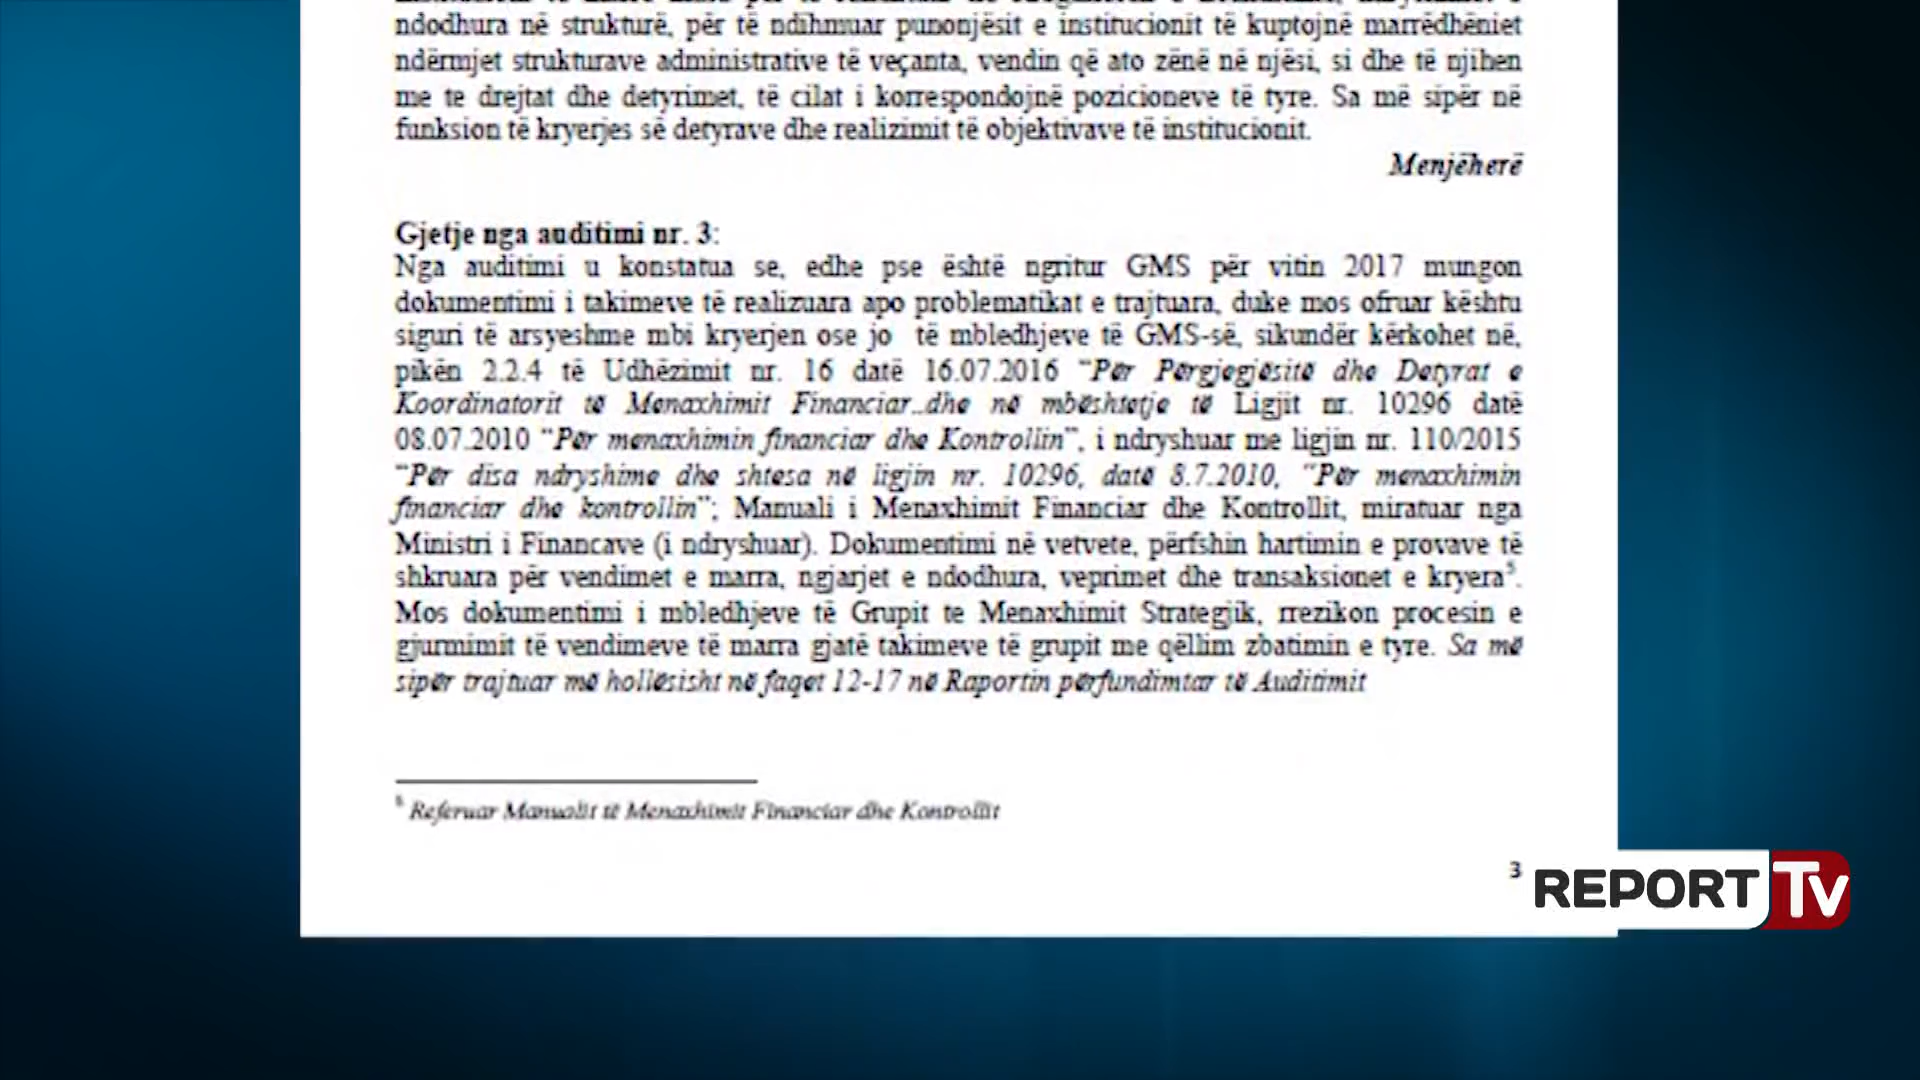 ndodhura në strukturë, për të ndihmuar punonjësit e institucionit të kuptojnë marrëdhëniet
ndërmjet strukturave administrative të veçanta, vendin që ato zënë në njësi, si dhe të njihen
me te drejtat dhe detyrimet, të cilat i korrespondojnë pozicioneve të tyre. Sa më sipër në
funksion të kryerjes së detyrave dhe realizimit të objektivave të institucionit.
Menjëherë
Gjetje nga auditimi nr. 3:
Nga auditimi u konstatua se, edhe pse është ngritur GMS për vitin 2017 mungon
dokumentimi i takimeve të realizuara apo problematikat e trajtuara, duke mos ofruar kështu
siguri të arsyeshme mbi kryerjen ose jo të mbledhjeve të GMS-së, sikundër kërkohet në,
pikën 2.2.4 të Udhëzimit nr. 16 datë 16.07.2016 “Për Përgjegjësitë dhe Detyrat e
Koordinatorit të Menaxhimit Financiar..dhe në mbështetje të Ligjit nr. 10296 datë
08.07.2010 “Për menaxhimin financiar dhe Kontrollin”, i ndryshuar me ligjin nr. 110/2015
“Për disa ndryshime dhe shtesa në ligjin nr. 10296, datë 8.7.2010, “Për menaxhimin
financiar dhe kontrollin”; Manuali i Menaxhimit Financiar dhe Kontrollit, miratuar nga
Ministri i Financave (i ndryshuar). Dokumentimi në vetvete, përfshin hartimin e provave të
shkruara për vendimet e marra, ngjarjet e ndodhura, veprimet dhe transaksionet e kryera⁵.
Mos dokumentimi i mbledhjeve të Grupit te Menaxhimit Strategjik, rrezikon procesin e
gjurmimit të vendimeve të marra gjatë takimeve të grupit me qëllim zbatimin e tyre. Sa më
sipër trajtuar më hollësisht në faqet 12-17 në Raportin përfundimtar të Auditimit
Referuar Manualit të Menaxhimit Financiar dhe Kontrollit
3
REPORT Tv